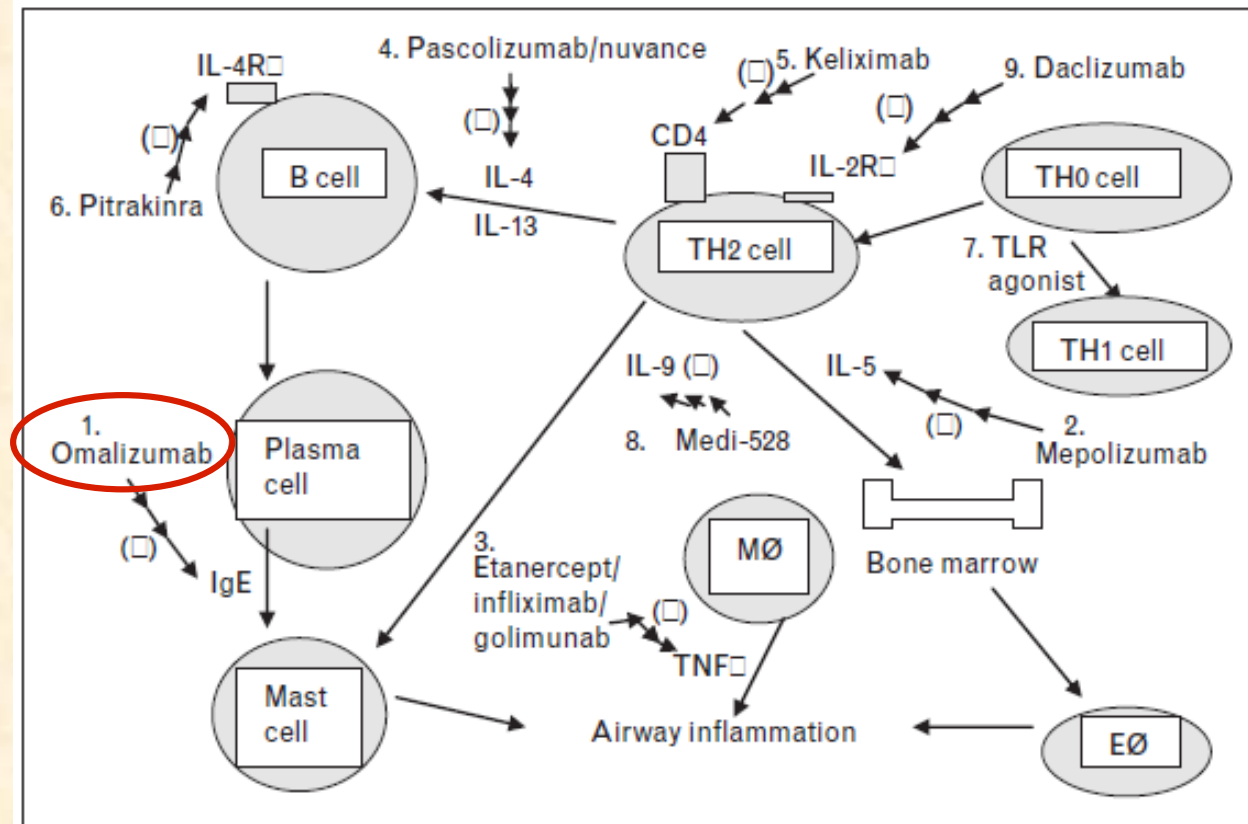 4. Pascolizumab/nuvance
(□)
IL-4
IL-13
IL-4R□
(□)
6. Pitrakinra
B cell
5. Keliximab
(□)
CD4
9. Daclizumab
(□)
IL-2R□
TH0 cell
TH2 cell
7. TLR
agonist
TH1 cell
1.
Omalizumab
(□)
IgE
Plasma
cell
IL-9 (□)
8. Medi-528
IL-5
(□)
2.
Mepolizumab
3.
Etanercept/
infliximab/
golimunab
(□)
TNF□
MØ
Bone marrow
Mast
cell
Airway inflammation
EØ